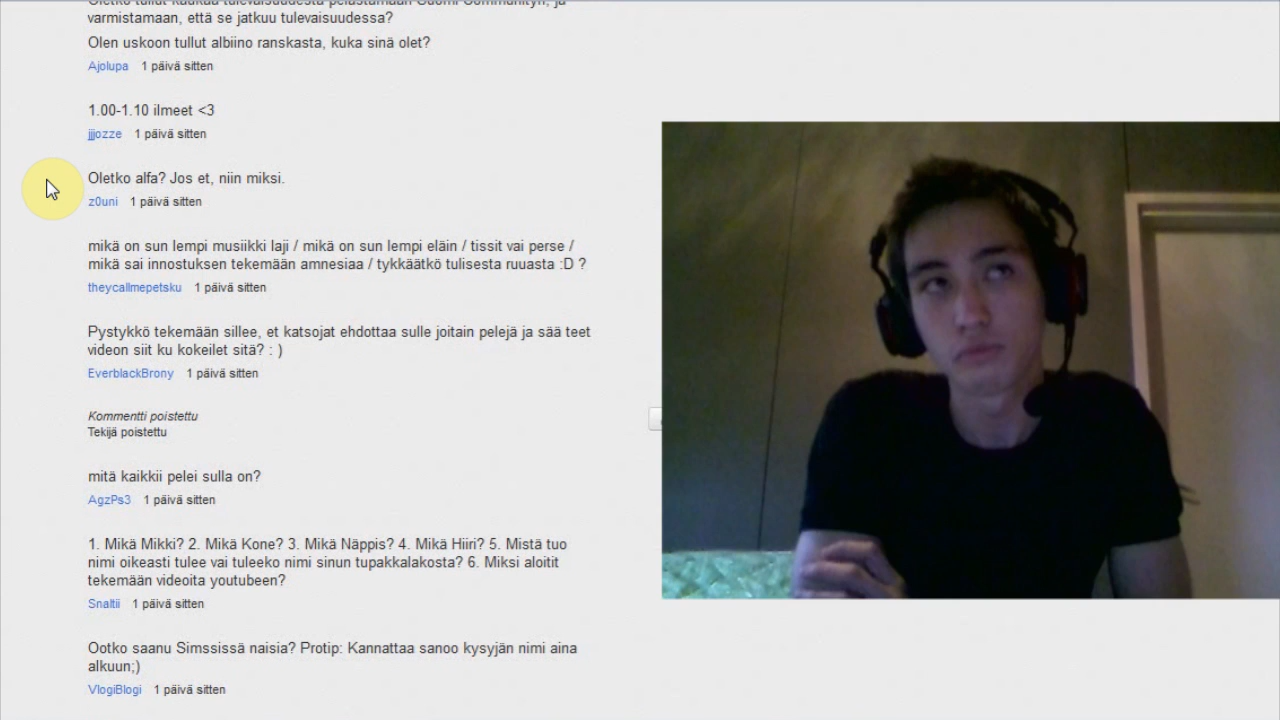 varmistamaan, että se jatkuu tulevaisuudessa?
Olen uskoon tullut albiino ranskasta, kuka sinä olet?
Ajolupa 1 päivä sitten
1.00-1.10 ilmeet <3
jjjozze 1 päivä sitten
Oletko alfa? Jos et, niin miksi.
z0uni 1 päivä sitten
mikä on sun lempi musiikki laji / mikä on sun lempi eläin / tissit vai perse /
mikä sai innostuksen tekemään amnesiaa / tykkäätkö tulisesta ruuasta :D ?
theycallmepetsku 1 päivä sitten
Pystykkö tekemään sillee, et katsojat ehdottaa sulle joitain pelejä ja sää teet
videon siit ku kokeilet sitä? : )
EverblackBrony 1 päivä sitten
Kommentti poistettu
Tekijä poistettu
mitä kaikkii pelei sulla on?
AgzPs3 1 päivä sitten
1. Mikä Mikki? 2. Mikä Kone? 3. Mikä Näppis? 4. Mikä Hiiri? 5. Mistä tuo
nimi oikeasti tulee vai tuleeko nimi sinun tupakkalakosta? 6. Miksi aloitit
tekemään videoita youtubeen?
Snaltii 1 päivä sitten
Ootko saanu Simssissä naisia? Protip: Kannattaa sanoo kysyjän nimi aina
alkuun;)
VlogiBlogi 1 päivä sitten